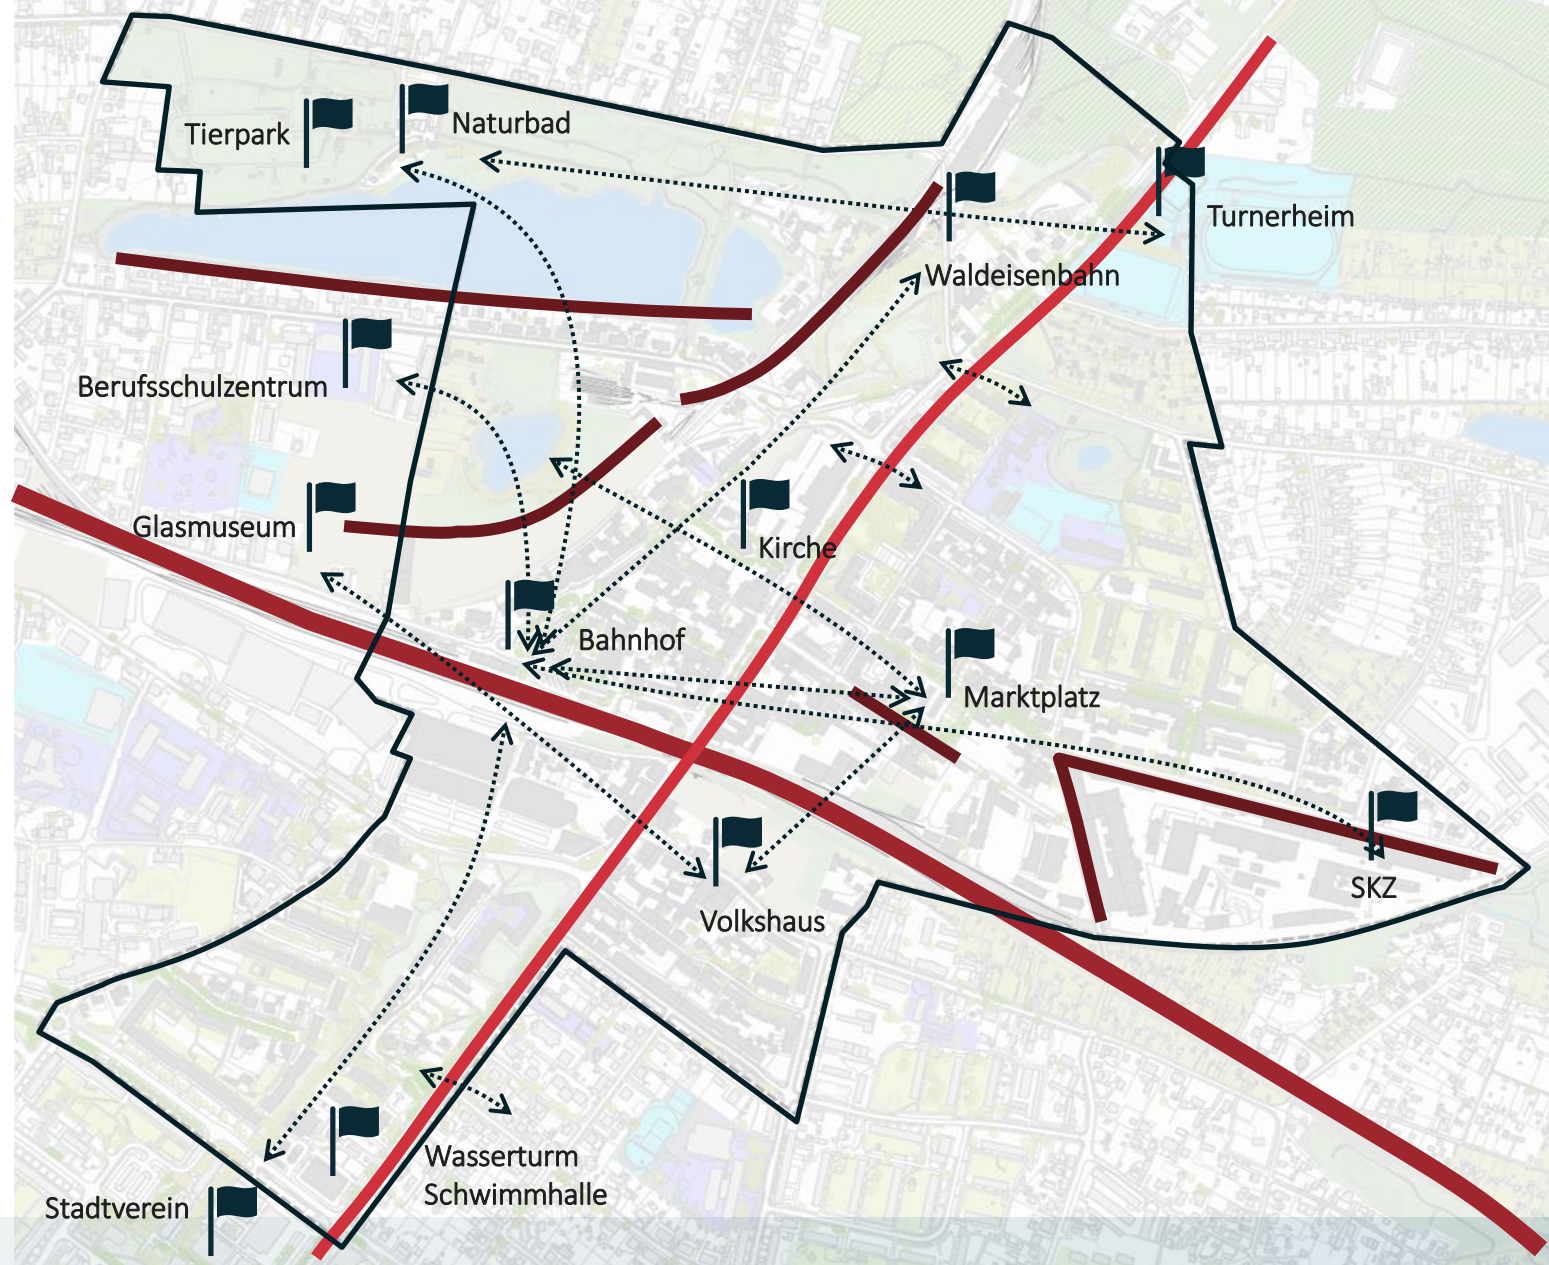 Naturbad
Tierpark
Turnerheim
Waldeisenbahn
Berufsschulzentrum
Glasmuseum
Kirche
Bahnhof
Marktplatz
SKZ
Volkshaus
Wasserturm
Schwimmhalle
Stadtverein